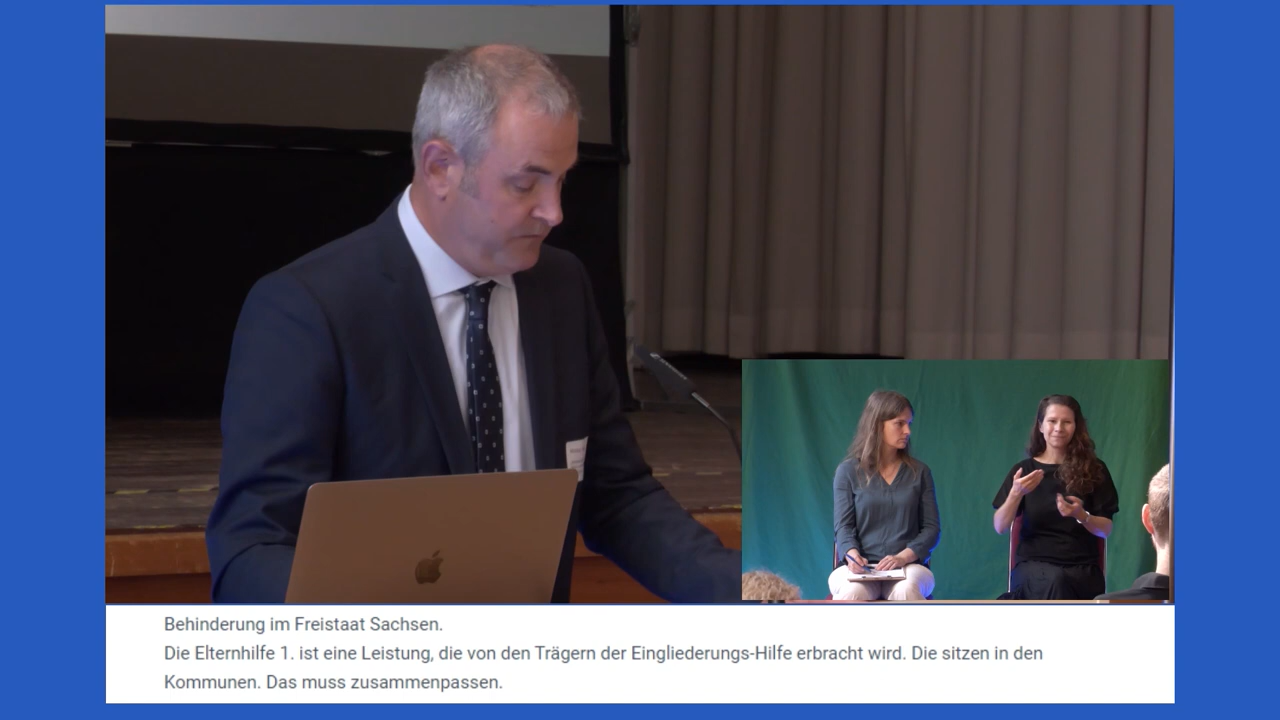 Behinderung im Freistaat Sachsen.
Die Elternhilfe 1. ist eine Leistung, die von den Trägern der Eingliederungs-Hilfe erbracht wird. Die sitzen in den
Kommunen. Das muss zusammenpassen.